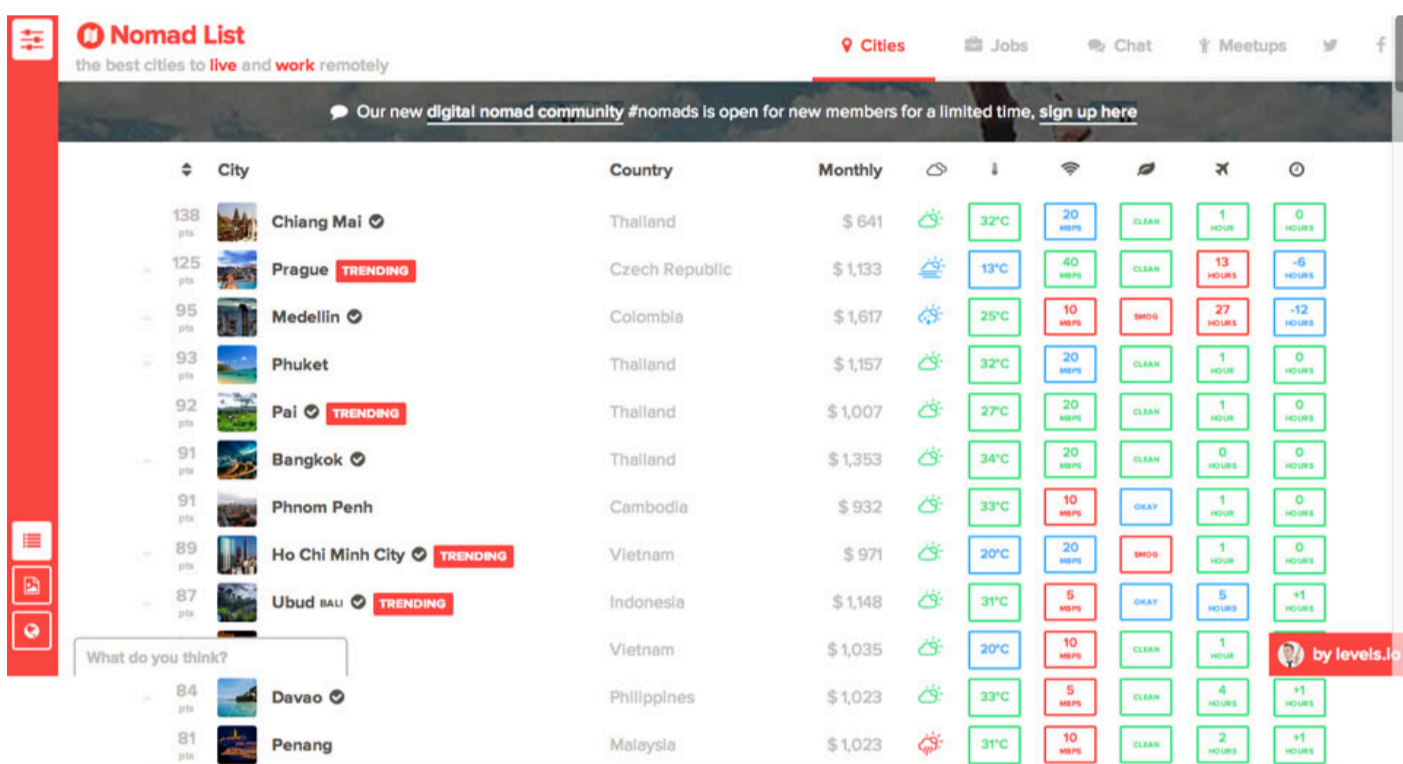 Nomad List
the best cities to live and work remotely
Cities Jobs Chat Meetups
Our new digital nomad community #nomads is open for new members for a limited time, sign up here
City Country Monthly
138 pts Chiang Mai Thailand $ 641 32°C 20 MBPS CLEAN 1 HOUR 0 HOURS
125 pts Prague TRENDING Czech Republic $ 1,133 13°C 40 MBPS CLEAN 13 HOURS -6 HOURS
95 pts Medellin Colombia $ 1,617 25°C 10 MBPS SMOG 27 HOURS -12 HOURS
93 pts Phuket Thailand $ 1,157 32°C 20 MBPS CLEAN 1 HOUR 0 HOURS
92 pts Pai TRENDING Thailand $ 1,007 27°C 20 MBPS CLEAN 1 HOUR 0 HOURS
91 pts Bangkok Thailand $ 1,353 34°C 20 MBPS CLEAN 0 HOURS 0 HOURS
91 pts Phnom Penh Cambodia $ 932 33°C 10 MBPS OKAY 1 HOUR 0 HOURS
89 pts Ho Chi Minh City TRENDING Vietnam $ 971 20°C 20 MBPS SMOG 1 HOUR 0 HOURS
87 pts Ubud BALI TRENDING Indonesia $ 1,148 31°C 5 MBPS OKAY 5 HOURS +1 HOURS
What do you think? Vietnam $ 1,035 20°C 10 MBPS CLEAN 1 HOUR by levels.io
84 pts Davao Philippines $ 1,023 33°C 5 MBPS CLEAN 4 HOURS +1 HOURS
81 pts Penang Malaysia $ 1,023 31°C 10 MBPS CLEAN 2 HOURS +1 HOURS